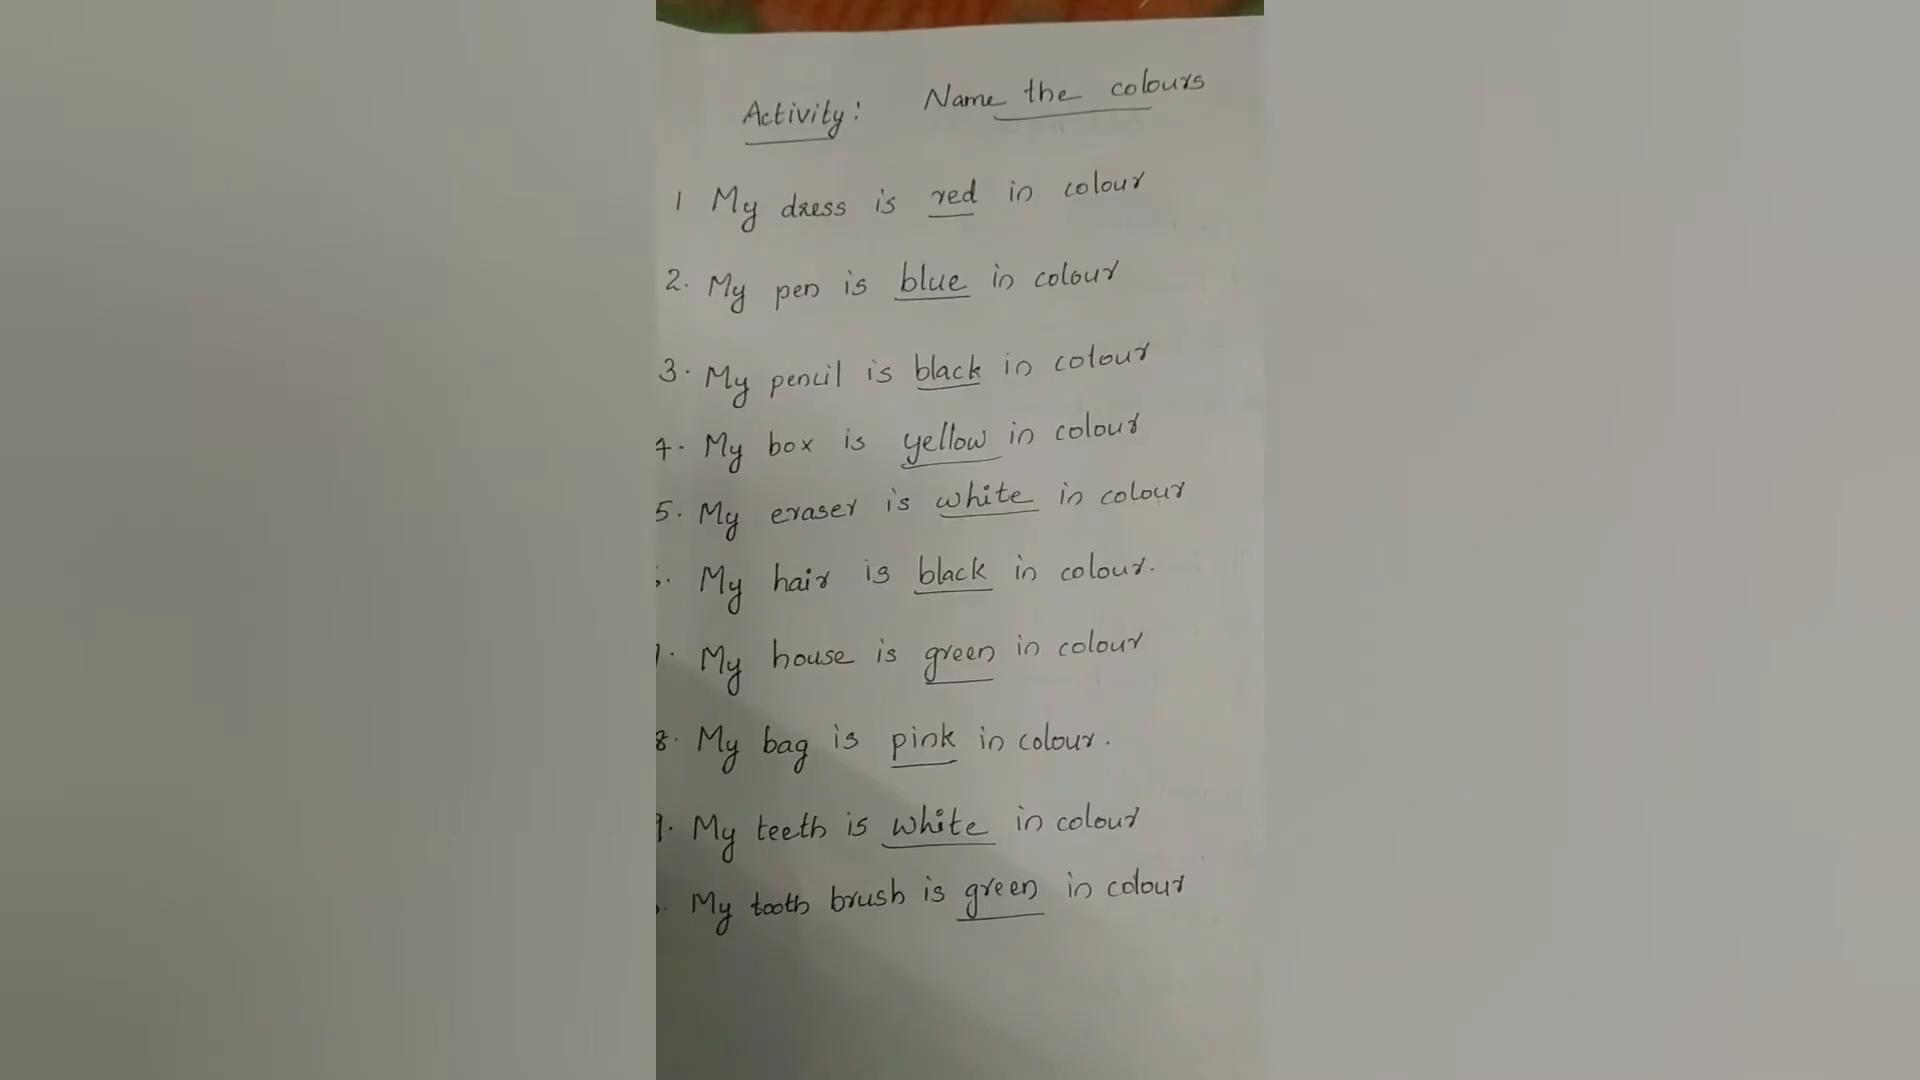 Activity: Name the colours
1 My dress is red in colour
2. My pen is blue in colour
3. My pencil is black in colour
4. My box is yellow in colour
5. My eraser is white in colour
My hair is black in colour.
My house is green in colour
8. My bag is pink in colour.
9. My teeth is white in colour
My tooth brush is green in colour